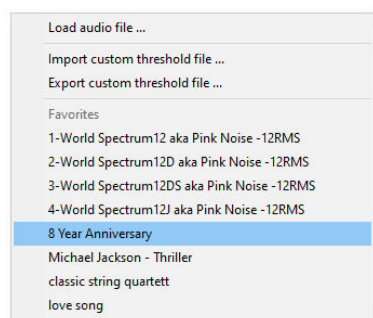 Load audio file ...
Import custom threshold file ...
Export custom threshold file ...
Favorites
1-World Spectrum12 aka Pink Noise -12RMS
2-World Spectrum12D aka Pink Noise -12RMS
3-World Spectrum12DS aka Pink Noise -12RMS
4-World Spectrum12J aka Pink Noise -12RMS
8 Year Anniversary
Michael Jackson - Thriller
classic string quartett
love song